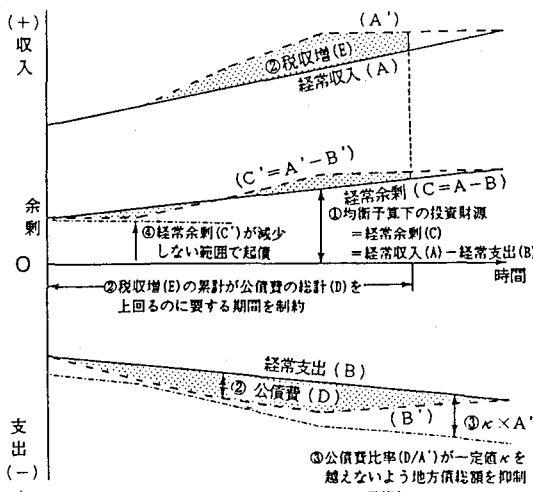 (+)
収入
(A')
②税収増(E)
経常収入(A)
(C'=A'−B')
経常余剰(C=A−B)
余剰
①均衡予算下の投資財源
=経常余剰(C)
=経常収入(A)−経常支出(B)
④経常余剰(C')が減少
しない範囲で起債
O
時間
②税収増(E)の累計が公債費の総計(D)を
上回るのに要する期間を制約
経常支出(B)
②公債費(D)
(B')
③κ×A'
支出
(−)
③公債費比率(D/A')が一定値κを
越えないよう地方債総額を抑制